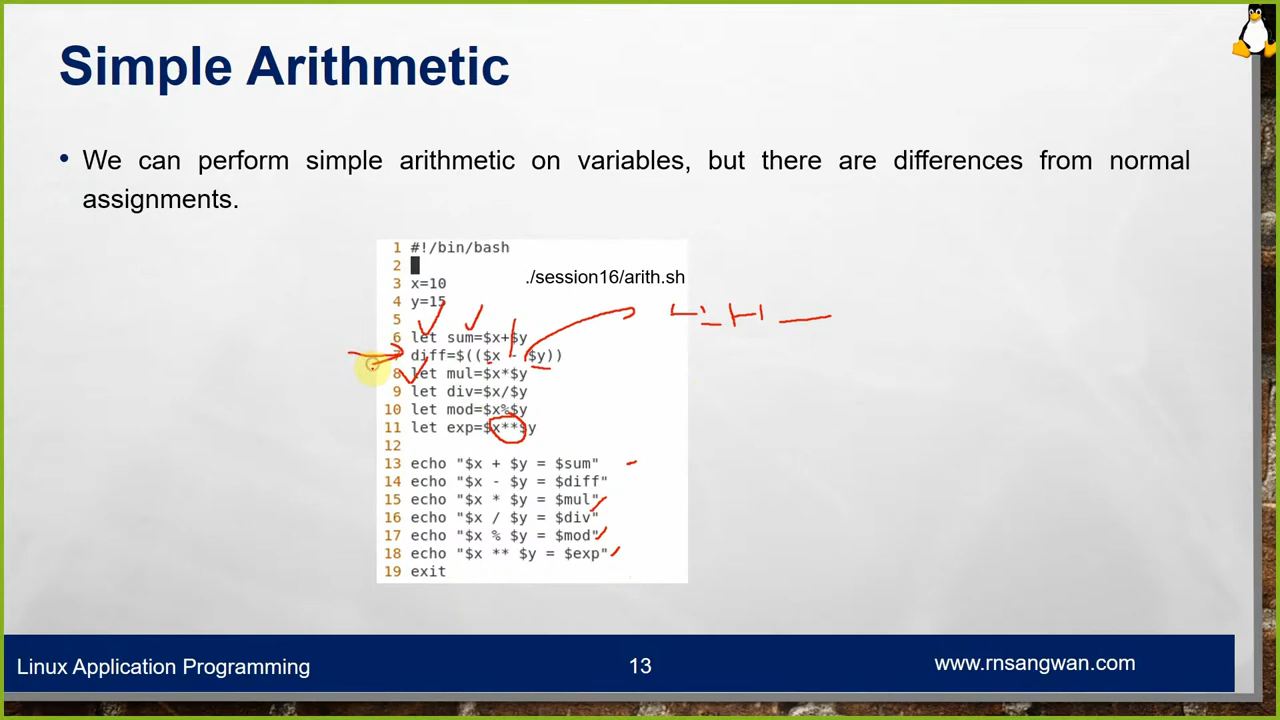 Simple Arithmetic
• We can perform simple arithmetic on variables, but there are differences from normal
assignments.
1 #!/bin/bash
2
./session16/arith.sh
3 x=10
4 y=15
5
6 let sum=$x+$y
7 diff=$(($x - $y))
8 let mul=$x*$y
9 let div=$x/$y
10 let mod=$x%$y
11 let exp=$x**$y
12
13 echo "$x + $y = $sum"
14 echo "$x - $y = $diff"
15 echo "$x * $y = $mul"
16 echo "$x / $y = $div"
17 echo "$x % $y = $mod"
18 echo "$x ** $y = $exp"
19 exit
Linux Application Programming
13
www.rnsangwan.com